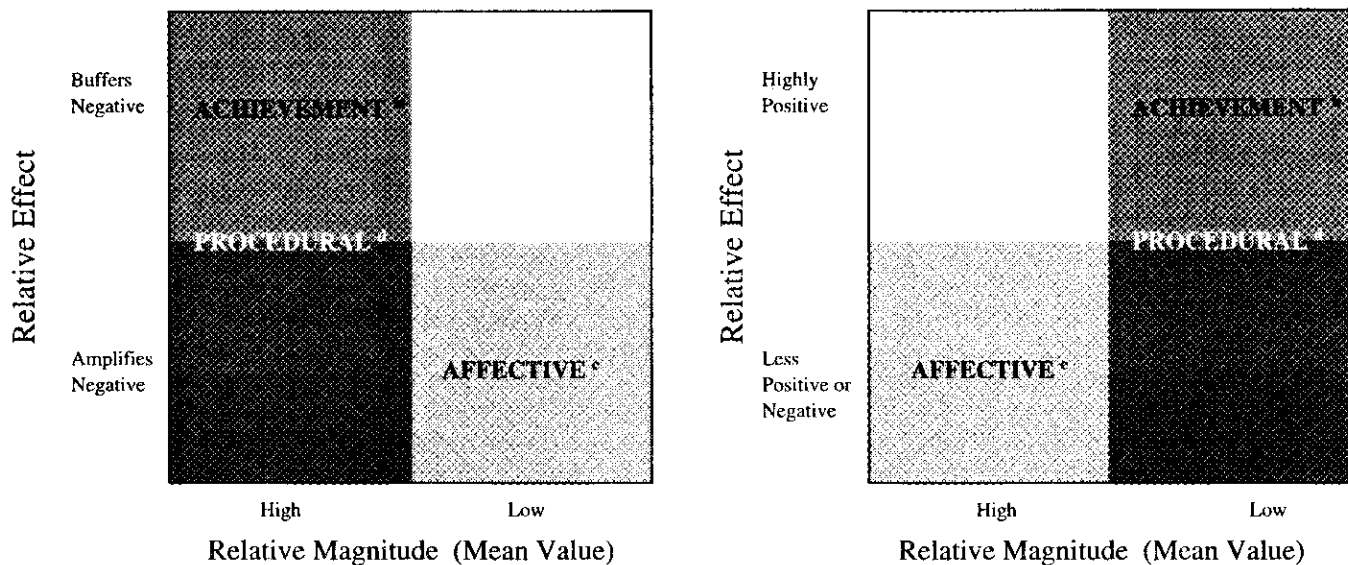 Relative Effect
Buffers
Negative
ACHIEVEMENT
PROCEDURAL d
Amplifies
Negative
AFFECTIVE c
High
Low
Relative Magnitude (Mean Value)
Relative Effect
Highly
Positive
ACHIEVEMENT
PROCEDURAL d
Less
Positive or
Negative
AFFECTIVE c
High
Low
Relative Magnitude (Mean Value)